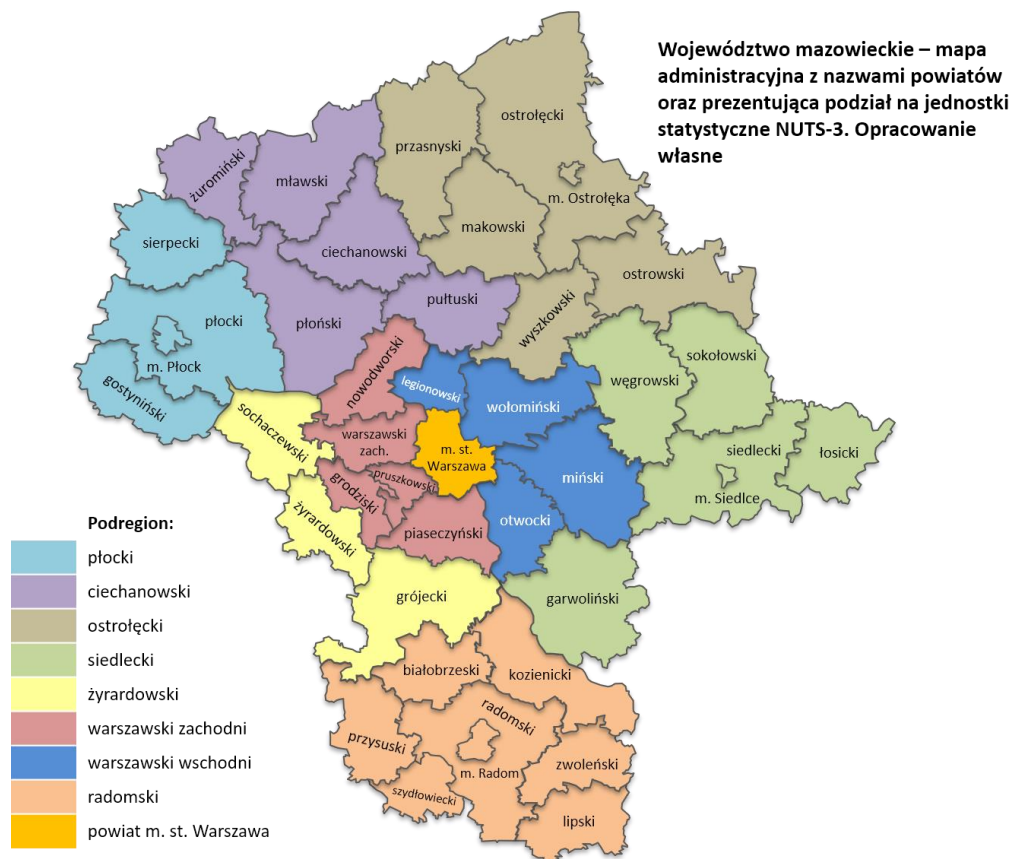 Województwo mazowieckie – mapa
administracyjna z nazwami powiatów
oraz prezentująca podział na jednostki
statystyczne NUTS-3. Opracowanie
własne
ostrołęcki
przasnyski
żuromiński
mławski
m. Ostrołęka
makowski
sierpecki
ciechanowski
ostrowski
pułtuski
płocki
płoński
wyszkowski
nowodworski
sokołowski
m. Płock
legionowski
węgrowski
gostyniński
wołomiński
sochaczewski
warszawski
zach.
m. st.
Warszawa
siedlecki
łosicki
pruszkowski
grodziski
miński
m. Siedlce
żyrardowski
piaseczyński
otwocki
grójecki
garwoliński
białobrzeski
kozienicki
radomski
przysuski
m. Radom
zwoleński
szydłowiecki
lipski
Podregion:
płocki
ciechanowski
ostrołęcki
siedlecki
żyrardowski
warszawski zachodni
warszawski wschodni
radomski
powiat m. st. Warszawa